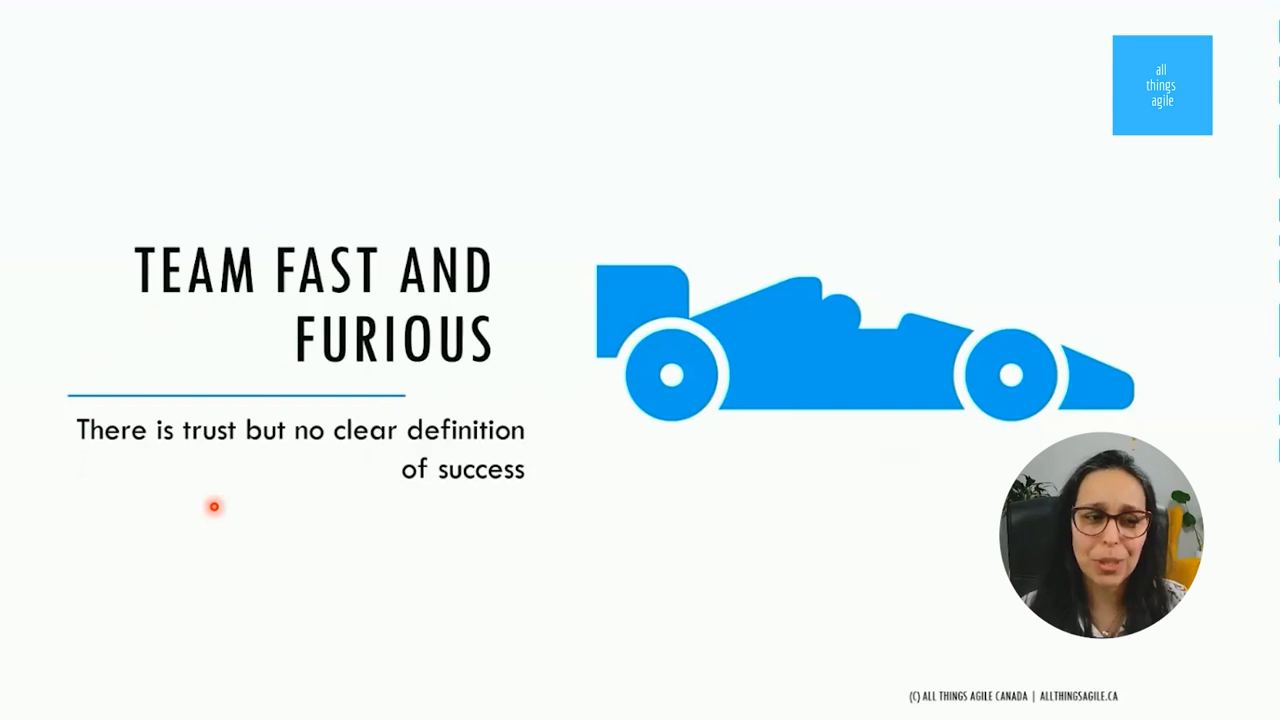 all
things
agile
TEAM FAST AND
FURIOUS
There is trust but no clear definition
of success
(C) ALL THINGS AGILE CANADA | ALLTHINGSAGILE.CA